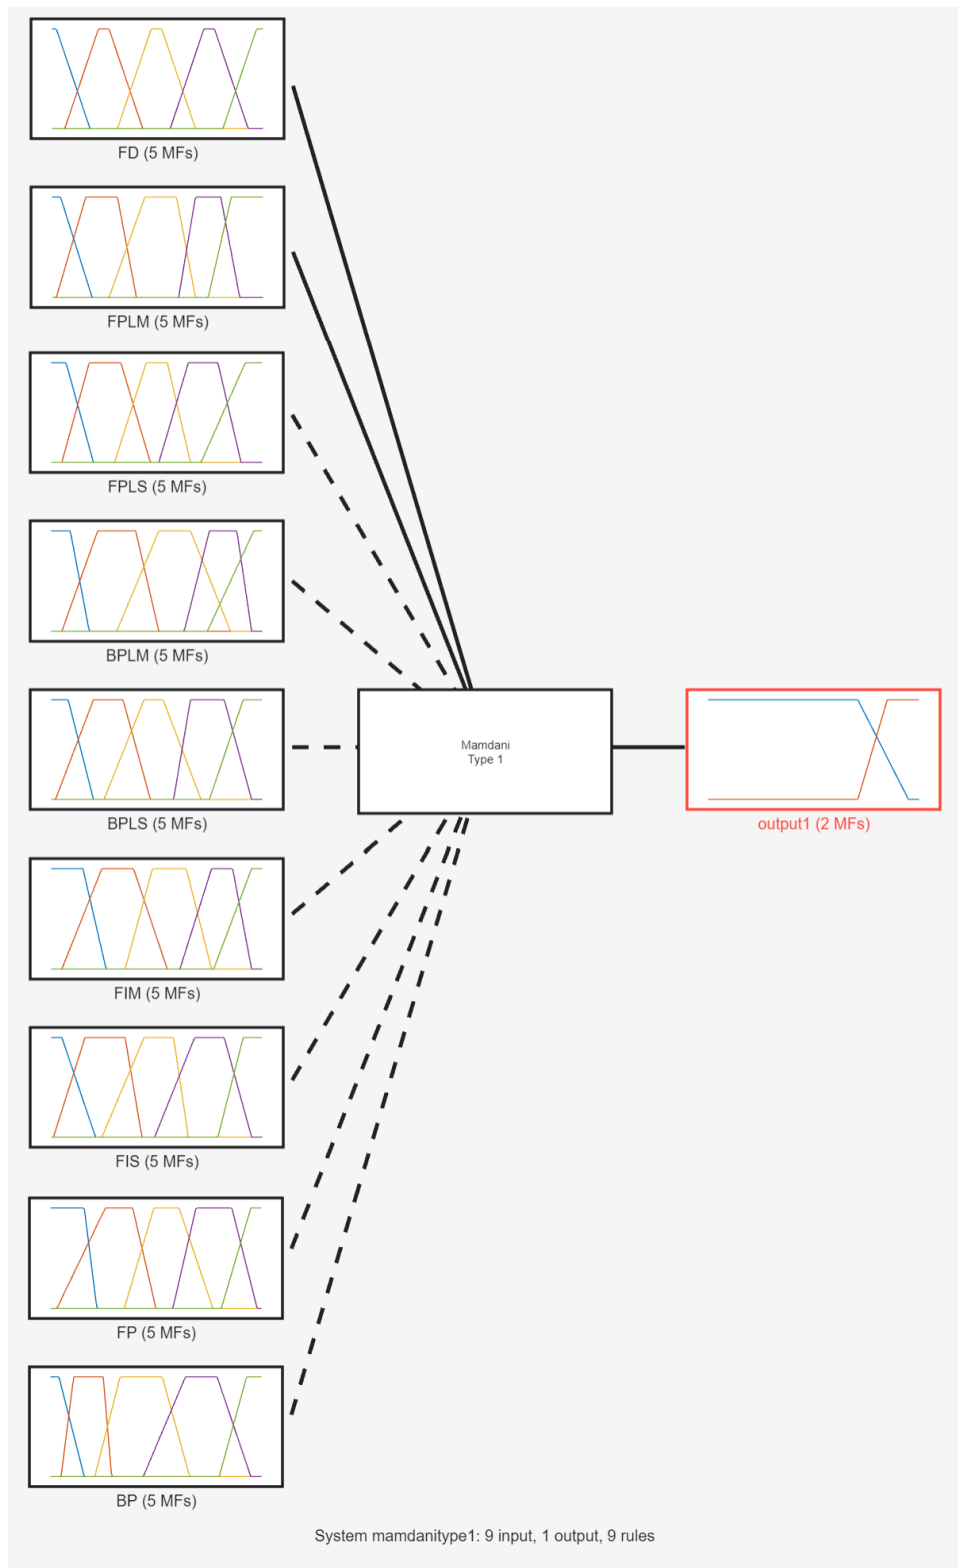 FD (5 MFs)
FPLM (5 MFs)
FPLS (5 MFs)
BPLM (5 MFs)
Mamdani
Type 1
BPLS (5 MFs)
output1 (2 MFs)
FIM (5 MFs)
FIS (5 MFs)
FP (5 MFs)
BP (5 MFs)
System mamdanitype1: 9 input, 1 output, 9 rules